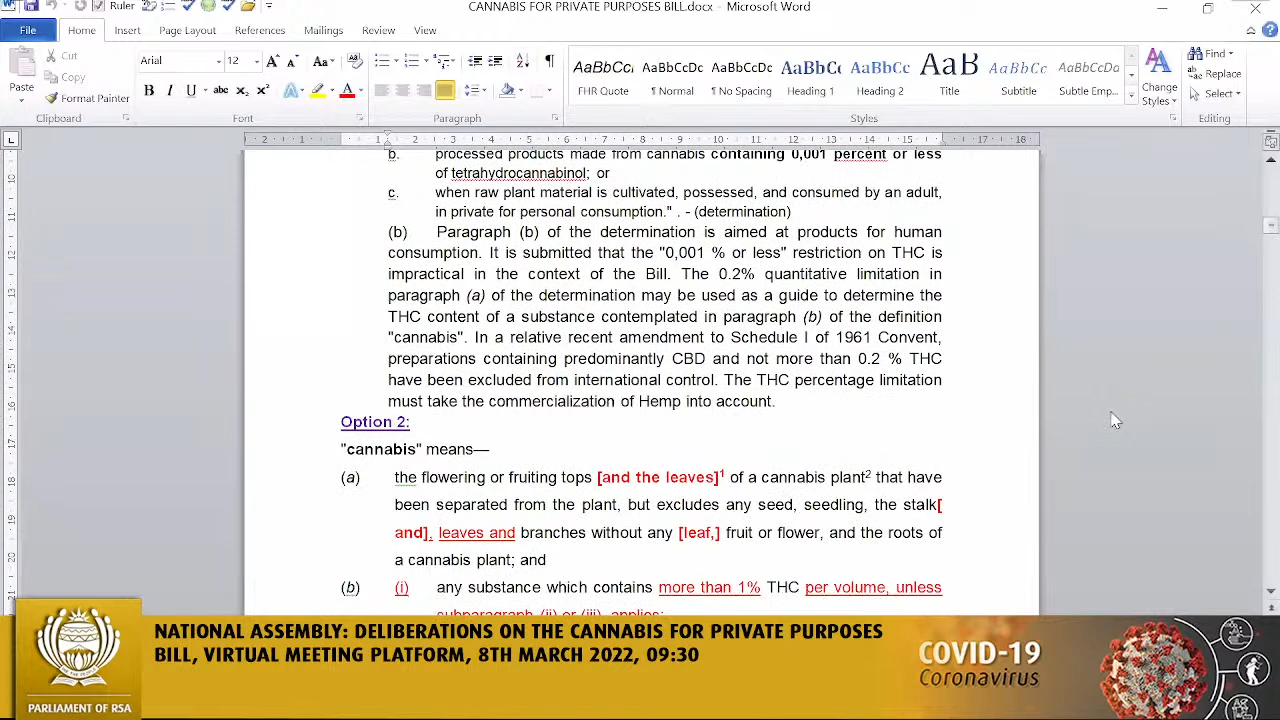 CANNABIS FOR PRIVATE PURPOSES BILL.docx - Microsoft Word
Ruler
File Home Insert Page Layout References Mailings Review View
Paste
Cut
Copy
Format Painter
Arial 12
Clipboard Font Paragraph Styles Editing
AaBbCcI AaBbCcDc AaBbCcDc AaBbCc AaBbCc AaB AaBbCcI AaBbCcDc
FHR Quote ¶ Normal ¶ No Spacing Heading 1 Heading 2 Title Subtitle Subtle Emp...
Change Styles
Find
Replace
Select
b. processed products made from cannabis containing 0,001 percent or less
of tetrahydrocannabinol; or
c. when raw plant material is cultivated, possessed, and consumed by an adult,
in private for personal consumption." . - (determination)
(b) Paragraph (b) of the determination is aimed at products for human
consumption. It is submitted that the "0,001 % or less" restriction on THC is
impractical in the context of the Bill. The 0.2% quantitative limitation in
paragraph (a) of the determination may be used as a guide to determine the
THC content of a substance contemplated in paragraph (b) of the definition
"cannabis". In a relative recent amendment to Schedule I of 1961 Convent,
preparations containing predominantly CBD and not more than 0.2 % THC
have been excluded from international control. The THC percentage limitation
must take the commercialization of Hemp into account.
Option 2:
"cannabis" means—
(a) the flowering or fruiting tops [and the leaves]1 of a cannabis plant2 that have
been separated from the plant, but excludes any seed, seedling, the stalk[
and], leaves and branches without any [leaf,] fruit or flower, and the roots of
a cannabis plant; and
(b) (i) any substance which contains more than 1% THC per volume, unless
subparagraph (ii) or (iii), applies;
NATIONAL ASSEMBLY: DELIBERATIONS ON THE CANNABIS FOR PRIVATE PURPOSES
BILL, VIRTUAL MEETING PLATFORM, 8TH MARCH 2022, 09:30
PARLIAMENT OF RSA
COVID-19
Coronavirus